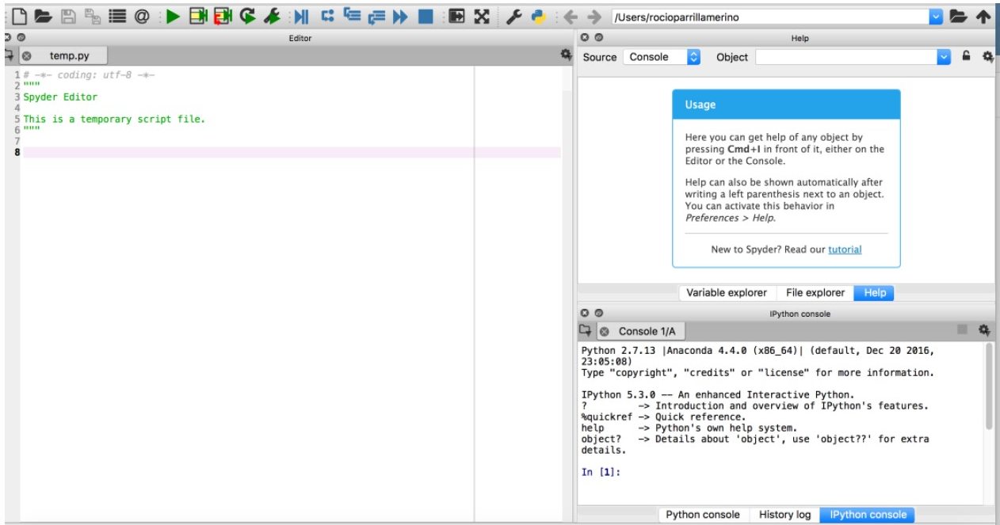 /Users/rocioparrillamerino
Editor
temp.py
1 # -*- coding: utf-8 -*-
2 """
3 Spyder Editor
4
5 This is a temporary script file.
6 """
7
8
Help
Source Console Object
Usage
Here you can get help of any object by
pressing Cmd+I in front of it, either on the
Editor or the Console.
Help can also be shown automatically after
writing a left parenthesis next to an object.
You can activate this behavior in
Preferences > Help.
New to Spyder? Read our tutorial
Variable explorer File explorer Help
IPython console
Console 1/A
Python 2.7.13 |Anaconda 4.4.0 (x86_64)| (default, Dec 20 2016,
23:05:08)
Type "copyright", "credits" or "license" for more information.
IPython 5.3.0 -- An enhanced Interactive Python.
? -> Introduction and overview of IPython's features.
%quickref -> Quick reference.
help -> Python's own help system.
object? -> Details about 'object', use 'object??' for extra
details.
In [1]:
Python console History log IPython console